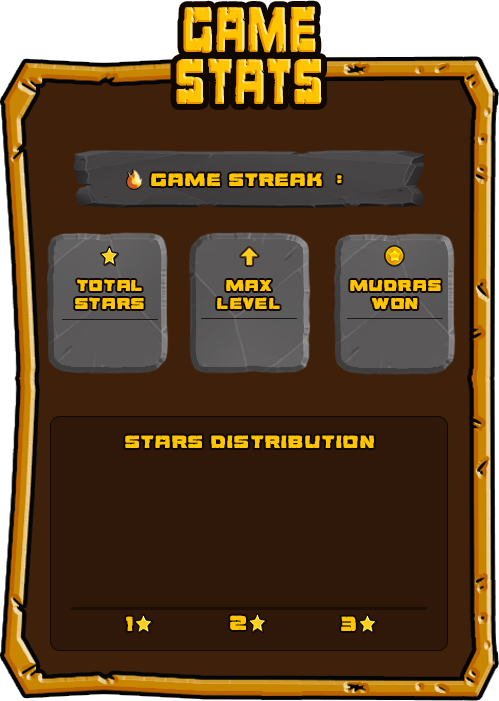 GAME
STATS
GAME STREAK :
TOTAL
STARS
MAX
LEVEL
MUDRAS
WON
STARS DISTRIBUTION
1 2 3